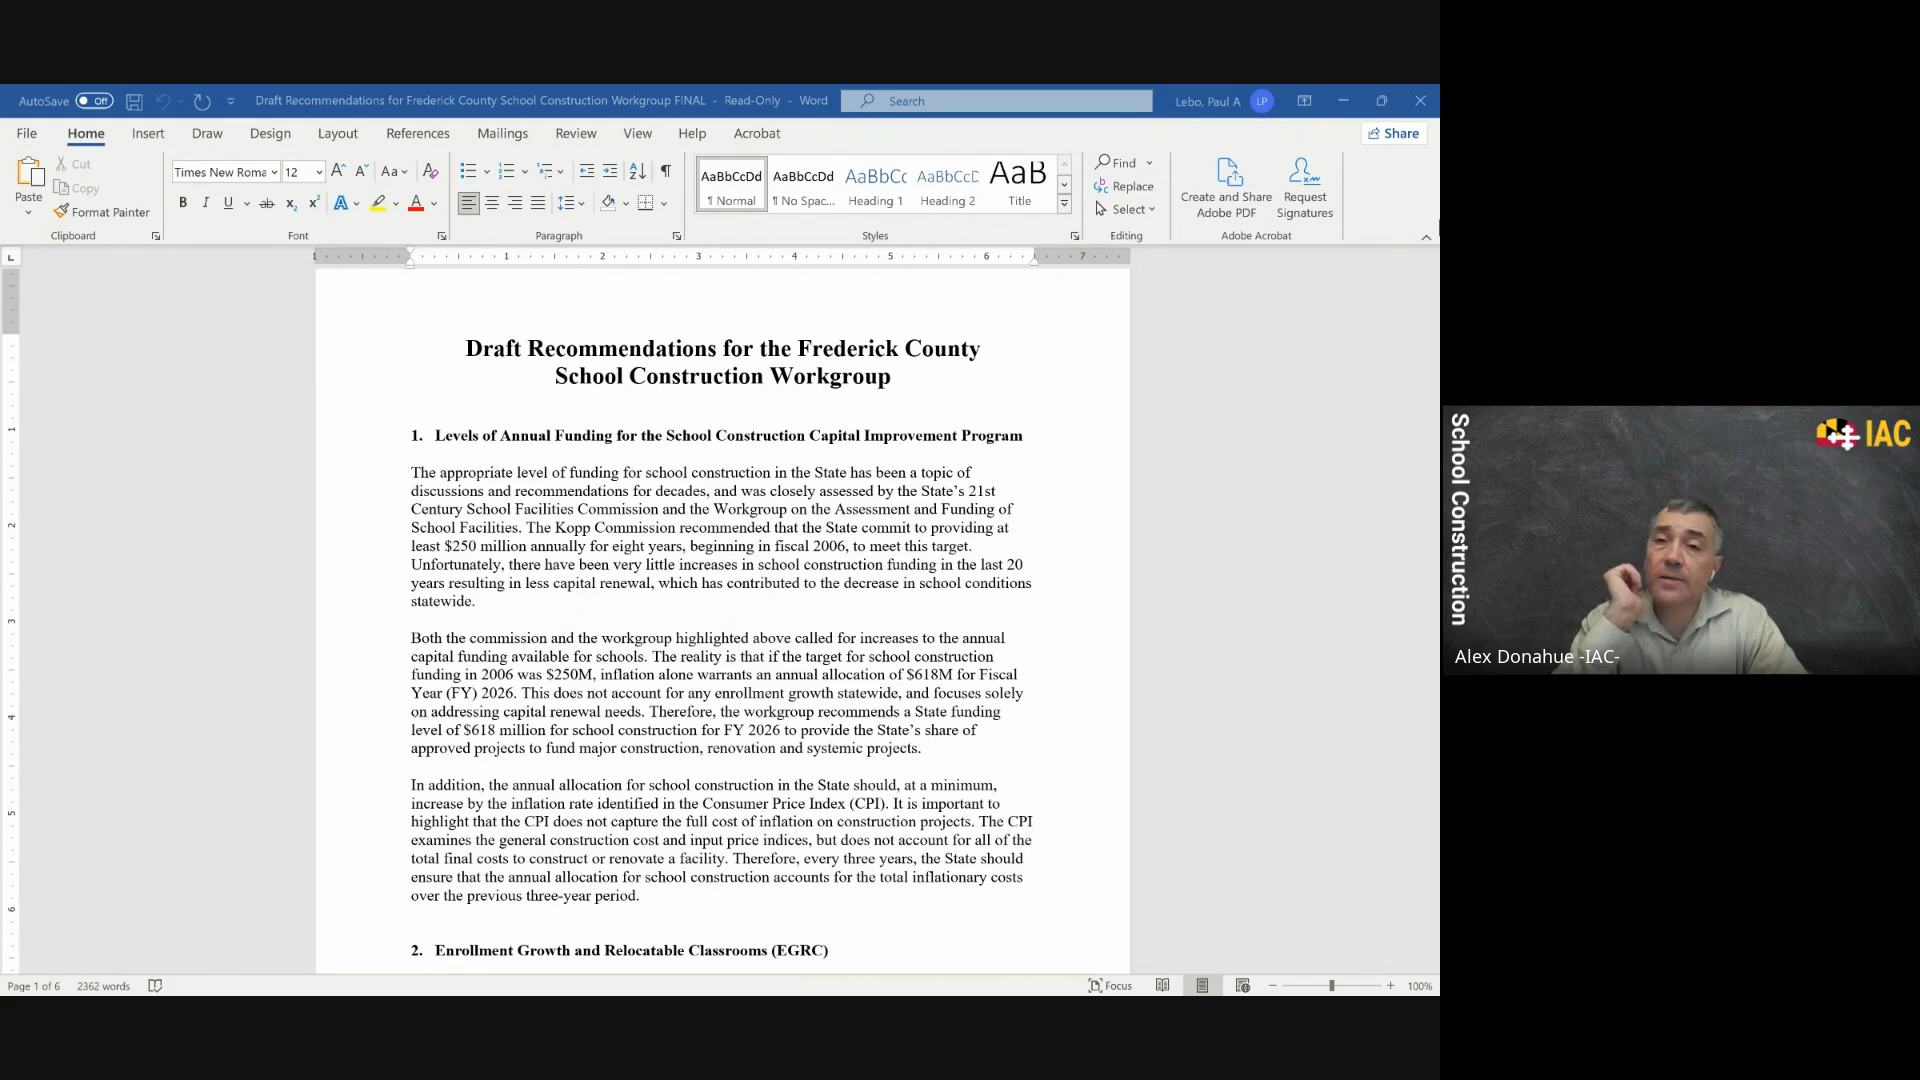 AutoSave Off Draft Recommendations for Frederick County School Construction Workgroup FINAL - Read-Only - Word Search Lebo, Paul A LP
File Home Insert Draw Design Layout References Mailings Review View Help Acrobat Share
Paste
Cut
Copy
Format Painter
Clipboard
Times New Roma 12
Font
Paragraph
AaBbCcDd AaBbCcDd AaBbCc AaBbCcD AaB
¶ Normal ¶ No Spac... Heading 1 Heading 2 Title
Styles
Find
Replace
Select
Editing
Create and Share
Adobe PDF
Request
Signatures
Adobe Acrobat
1 1 2 3 4 5 6 7
Draft Recommendations for the Frederick County
School Construction Workgroup
1. Levels of Annual Funding for the School Construction Capital Improvement Program
The appropriate level of funding for school construction in the State has been a topic of
discussions and recommendations for decades, and was closely assessed by the State's 21st
Century School Facilities Commission and the Workgroup on the Assessment and Funding of
School Facilities. The Kopp Commission recommended that the State commit to providing at
least $250 million annually for eight years, beginning in fiscal 2006, to meet this target.
Unfortunately, there have been very little increases in school construction funding in the last 20
years resulting in less capital renewal, which has contributed to the decrease in school conditions
statewide.
Both the commission and the workgroup highlighted above called for increases to the annual
capital funding available for schools. The reality is that if the target for school construction
funding in 2006 was $250M, inflation alone warrants an annual allocation of $618M for Fiscal
Year (FY) 2026. This does not account for any enrollment growth statewide, and focuses solely
on addressing capital renewal needs. Therefore, the workgroup recommends a State funding
level of $618 million for school construction for FY 2026 to provide the State's share of
approved projects to fund major construction, renovation and systemic projects.
In addition, the annual allocation for school construction in the State should, at a minimum,
increase by the inflation rate identified in the Consumer Price Index (CPI). It is important to
highlight that the CPI does not capture the full cost of inflation on construction projects. The CPI
examines the general construction cost and input price indices, but does not account for all of the
total final costs to construct or renovate a facility. Therefore, every three years, the State should
ensure that the annual allocation for school construction accounts for the total inflationary costs
over the previous three-year period.
2. Enrollment Growth and Relocatable Classrooms (EGRC)
1
2
3
4
5
6
Page 1 of 6 2362 words Focus 100%
School Construction
IAC
Alex Donahue -IAC-